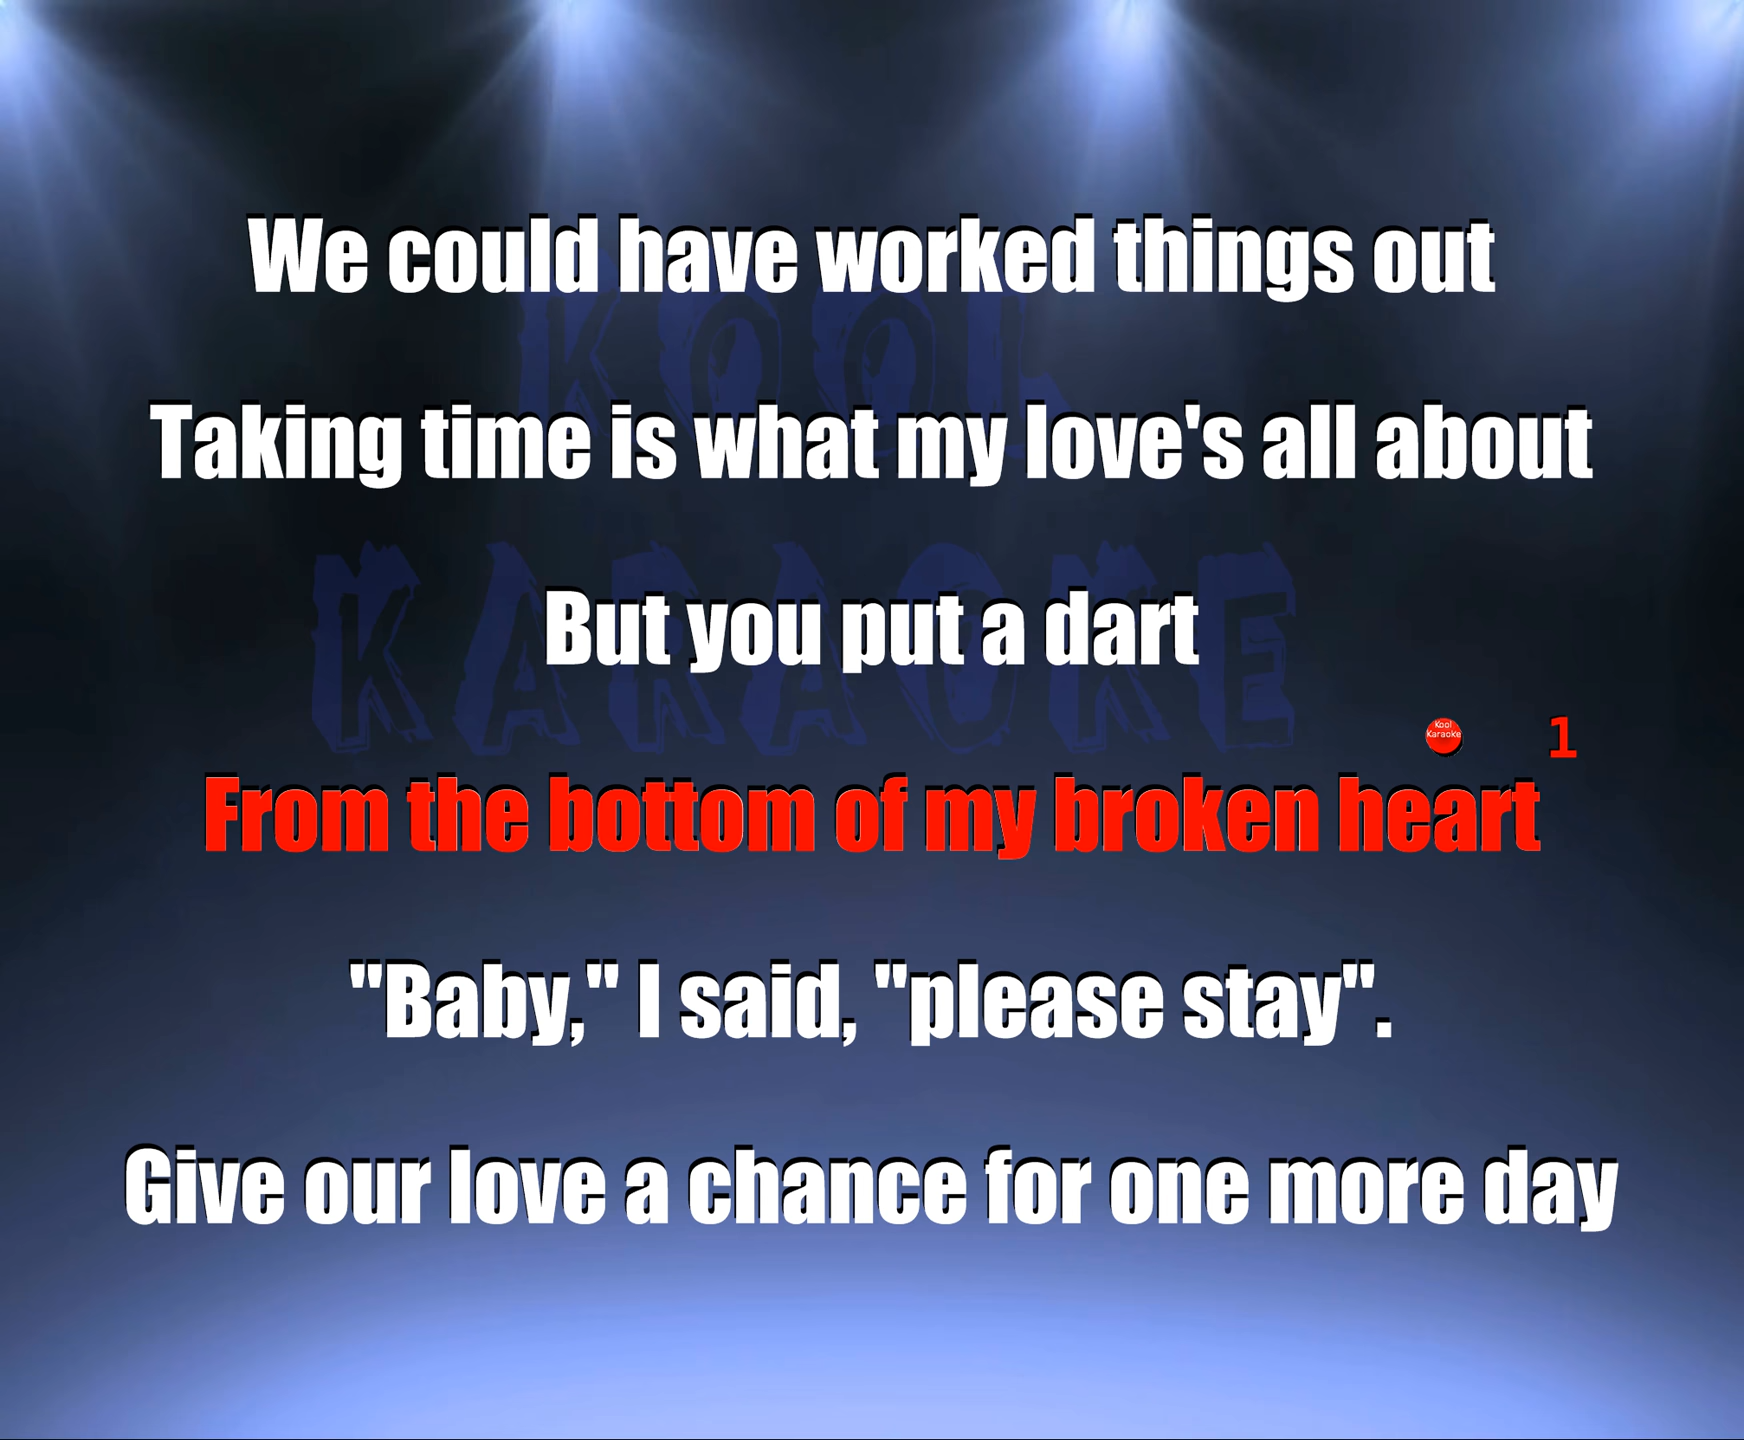 We could have worked things out
KOOL
Taking time is what my love's all about
KARAOKE
But you put a dart
Kool
Karaoke
1
From the bottom of my broken heart
"Baby," I said, "please stay".
Give our love a chance for one more day